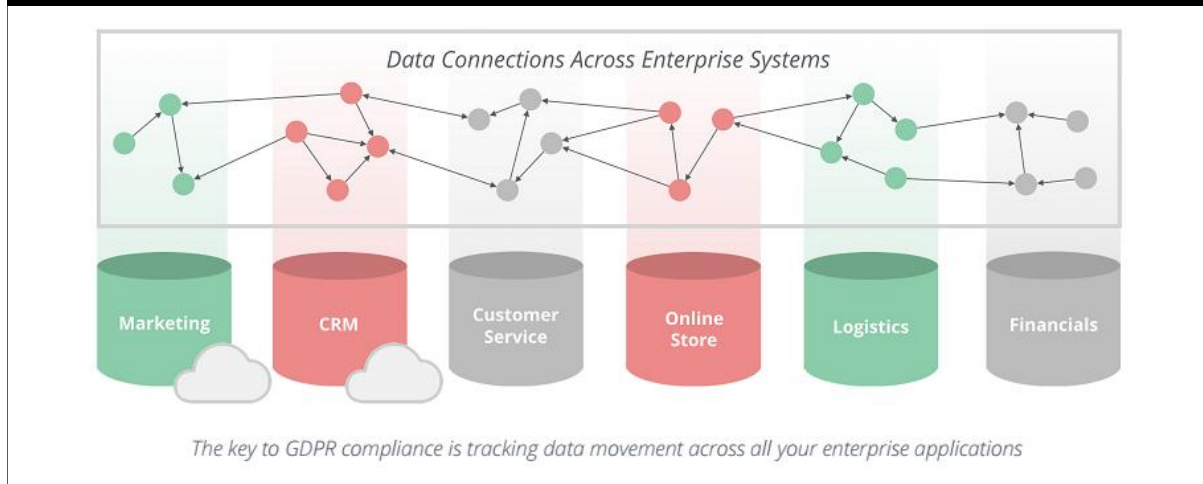 Data Connections Across Enterprise Systems
Marketing
CRM
Customer
Service
Online
Store
Logistics
Financials
The key to GDPR compliance is tracking data movement across all your enterprise applications